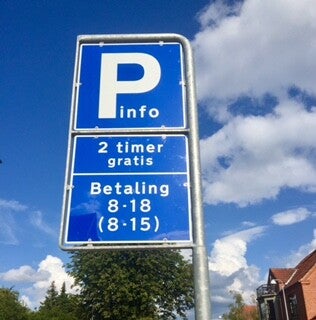 P
info
2 timer
gratis
Betaling
8-18
(8-15)